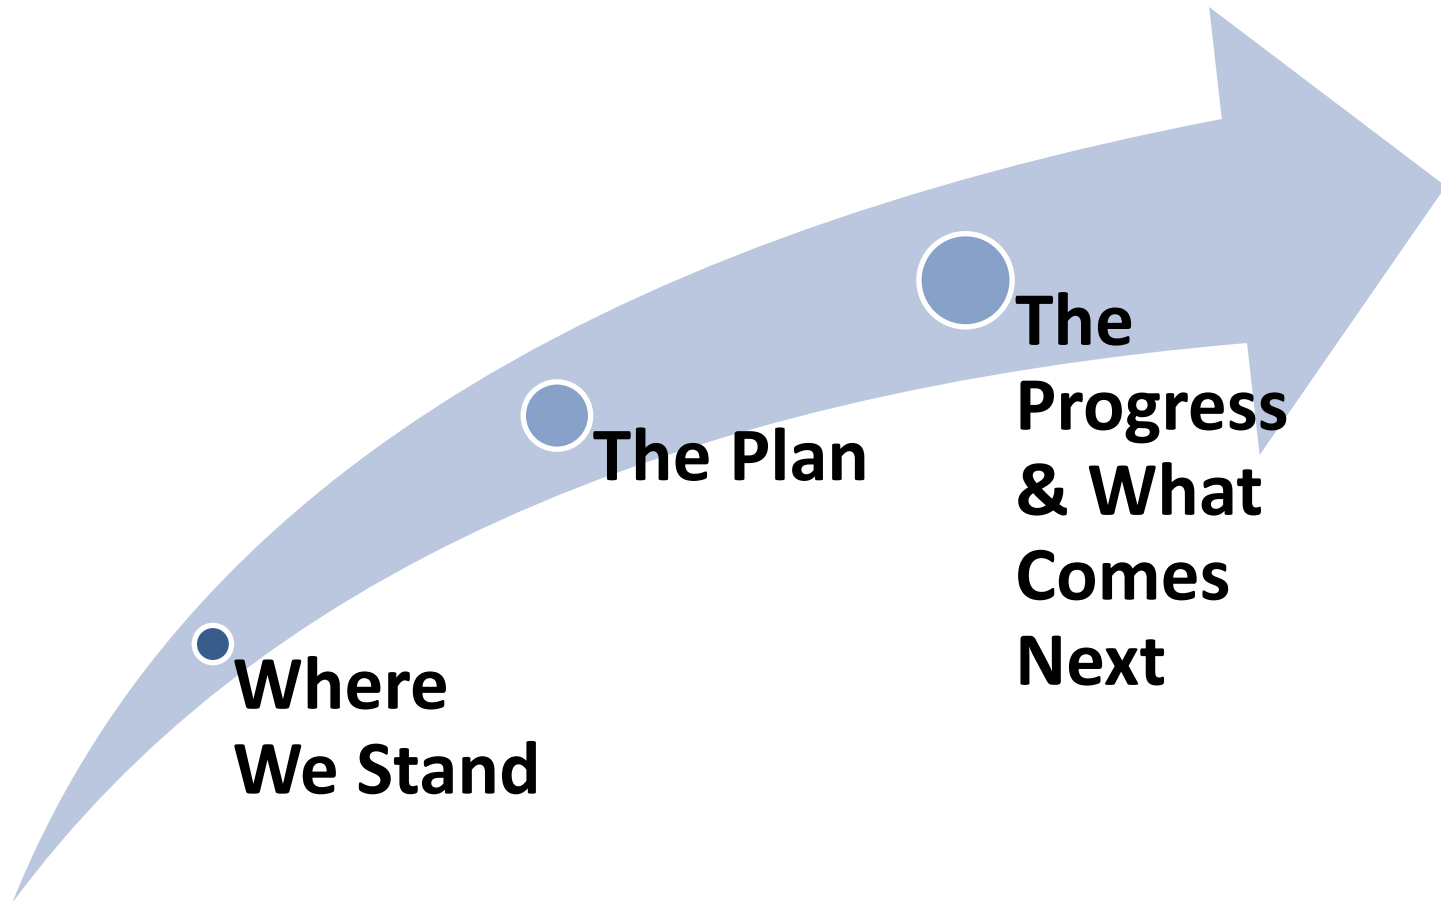 Where
We Stand
The Plan
The
Progress
& What
Comes
Next